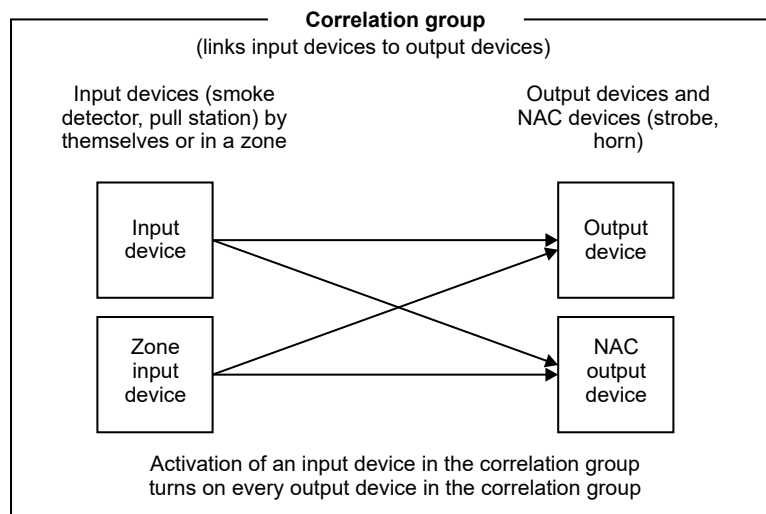 Correlation group
(links input devices to output devices)
Input devices (smoke
detector, pull station) by
themselves or in a zone
Output devices and
NAC devices (strobe,
horn)
Input
device
Output
device
Zone
input
device
NAC
output
device
Activation of an input device in the correlation group
turns on every output device in the correlation group